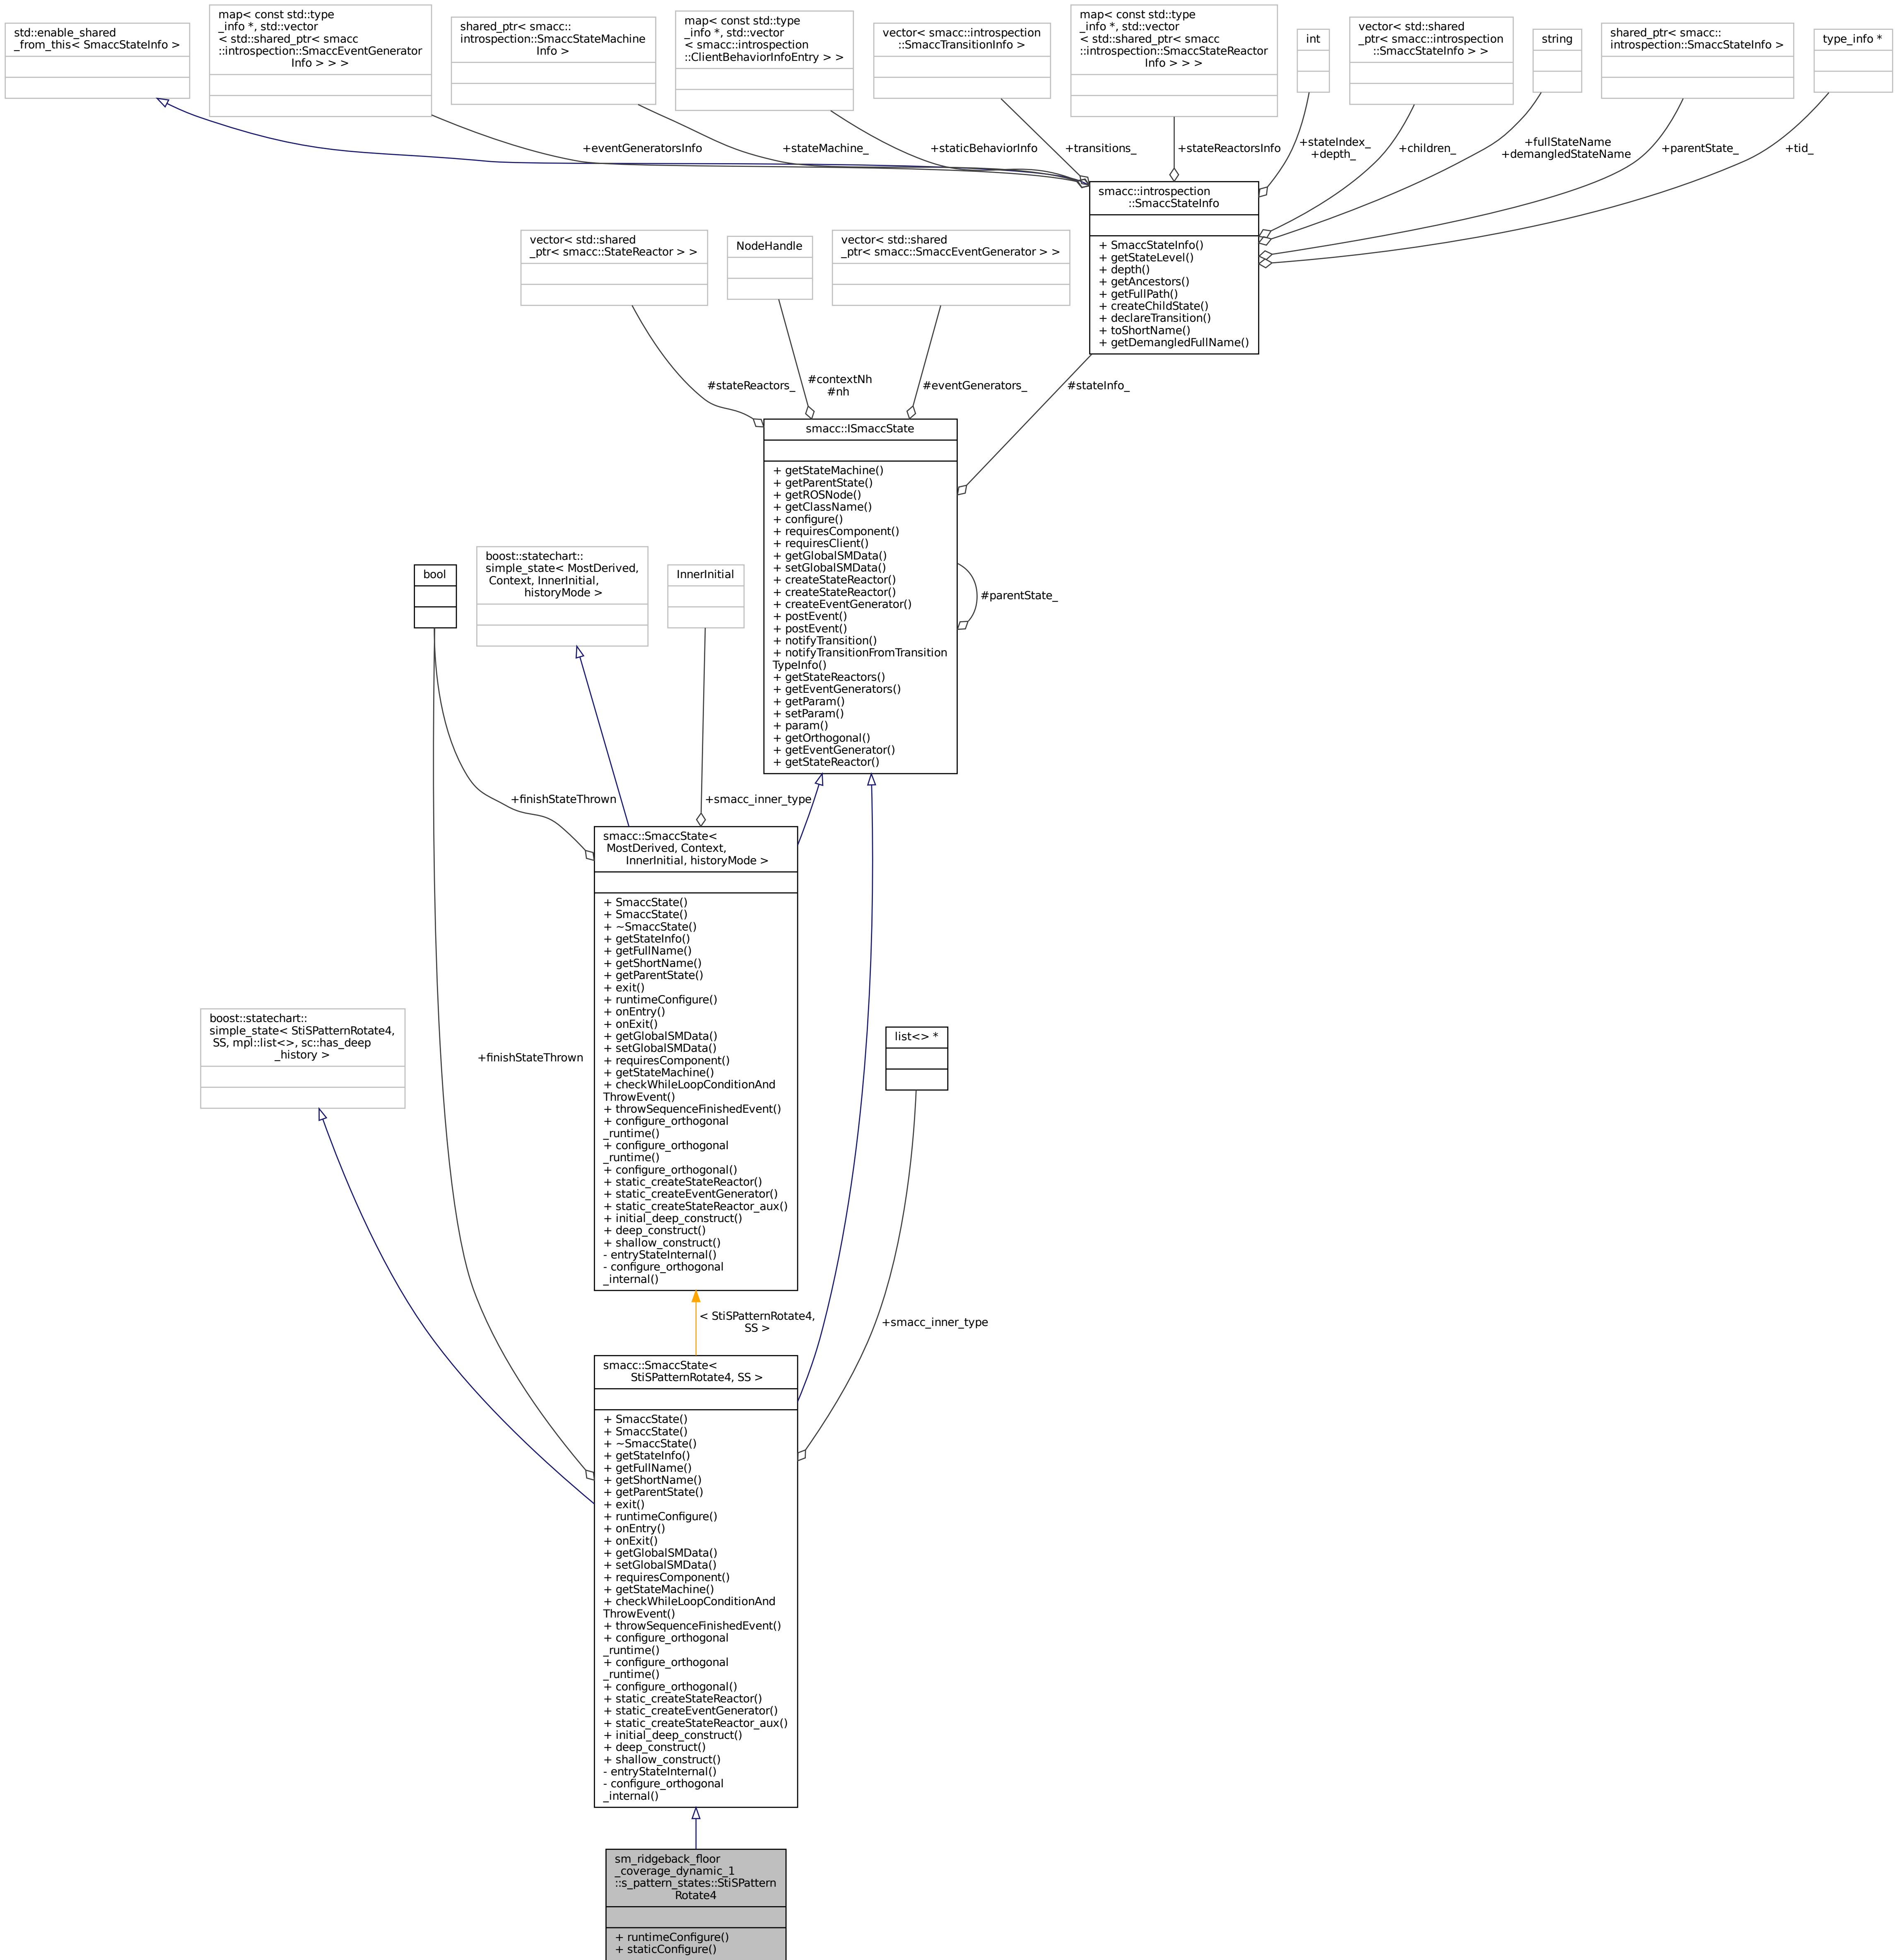 std::enable_shared
_from_this< SmaccStateInfo >
map< const std::type
_info *, std::vector
< std::shared_ptr< smacc
::introspection::SmaccEventGenerator
Info > > >
shared_ptr< smacc::
introspection::SmaccStateMachine
Info >
map< const std::type
_info *, std::vector
< smacc::introspection
::ClientBehaviorInfoEntry > >
vector< smacc::introspection
::SmaccTransitionInfo >
map< const std::type
_info *, std::vector
< std::shared_ptr< smacc
::introspection::SmaccStateReactor
Info > > >
int
vector< std::shared
_ptr< smacc::introspection
::SmaccStateInfo > >
string
shared_ptr< smacc::
introspection::SmaccStateInfo >
type_info *
+eventGeneratorsInfo
+stateMachine_
+staticBehaviorInfo
+transitions_
+stateReactorsInfo
+stateIndex_
+depth_
+children_
+fullStateName
+demangledStateName
+parentState_
+tid_
smacc::introspection
::SmaccStateInfo
+ SmaccStateInfo()
+ getStateLevel()
+ depth()
+ getAncestors()
+ getFullPath()
+ createChildState()
+ declareTransition()
+ toShortName()
+ getDemangledFullName()
vector< std::shared
_ptr< smacc::StateReactor > >
NodeHandle
vector< std::shared
_ptr< smacc::SmaccEventGenerator > >
#stateReactors_
#contextNh
#nh
#eventGenerators_
#stateInfo_
smacc::ISmaccState
+ getStateMachine()
+ getParentState()
+ getROSNode()
+ getClassName()
+ configure()
+ requiresComponent()
+ requiresClient()
+ getGlobalSMData()
+ setGlobalSMData()
+ createStateReactor()
+ createStateReactor()
+ createEventGenerator()
+ postEvent()
+ postEvent()
+ notifyTransition()
+ notifyTransitionFromTransition
TypeInfo()
+ getStateReactors()
+ getEventGenerators()
+ getParam()
+ setParam()
+ param()
+ getOrthogonal()
+ getEventGenerator()
+ getStateReactor()
#parentState_
bool
boost::statechart::
simple_state< MostDerived,
Context, InnerInitial,
historyMode >
InnerInitial
+finishStateThrown
+smacc_inner_type
smacc::SmaccState<
MostDerived, Context,
InnerInitial, historyMode >
+ SmaccState()
+ SmaccState()
+ ~SmaccState()
+ getStateInfo()
+ getFullName()
+ getShortName()
+ getParentState()
+ exit()
+ runtimeConfigure()
+ onEntry()
+ onExit()
+ getGlobalSMData()
+ setGlobalSMData()
+ requiresComponent()
+ getStateMachine()
+ checkWhileLoopConditionAnd
ThrowEvent()
+ throwSequenceFinishedEvent()
+ configure_orthogonal
_runtime()
+ configure_orthogonal
_runtime()
+ configure_orthogonal()
+ static_createStateReactor()
+ static_createEventGenerator()
+ static_createStateReactor_aux()
+ initial_deep_construct()
+ deep_construct()
+ shallow_construct()
- entryStateInternal()
- configure_orthogonal
_internal()
boost::statechart::
simple_state< StiSPatternRotate4,
SS, mpl::list<>, sc::has_deep
_history >
+finishStateThrown
list<> *
< StiSPatternRotate4,
SS >
+smacc_inner_type
smacc::SmaccState<
StiSPatternRotate4, SS >
+ SmaccState()
+ SmaccState()
+ ~SmaccState()
+ getStateInfo()
+ getFullName()
+ getShortName()
+ getParentState()
+ exit()
+ runtimeConfigure()
+ onEntry()
+ onExit()
+ getGlobalSMData()
+ setGlobalSMData()
+ requiresComponent()
+ getStateMachine()
+ checkWhileLoopConditionAnd
ThrowEvent()
+ throwSequenceFinishedEvent()
+ configure_orthogonal
_runtime()
+ configure_orthogonal
_runtime()
+ configure_orthogonal()
+ static_createStateReactor()
+ static_createEventGenerator()
+ static_createStateReactor_aux()
+ initial_deep_construct()
+ deep_construct()
+ shallow_construct()
- entryStateInternal()
- configure_orthogonal
_internal()
sm_ridgeback_floor
_coverage_dynamic_1
::s_pattern_states::StiSPattern
Rotate4
+ runtimeConfigure()
+ staticConfigure()